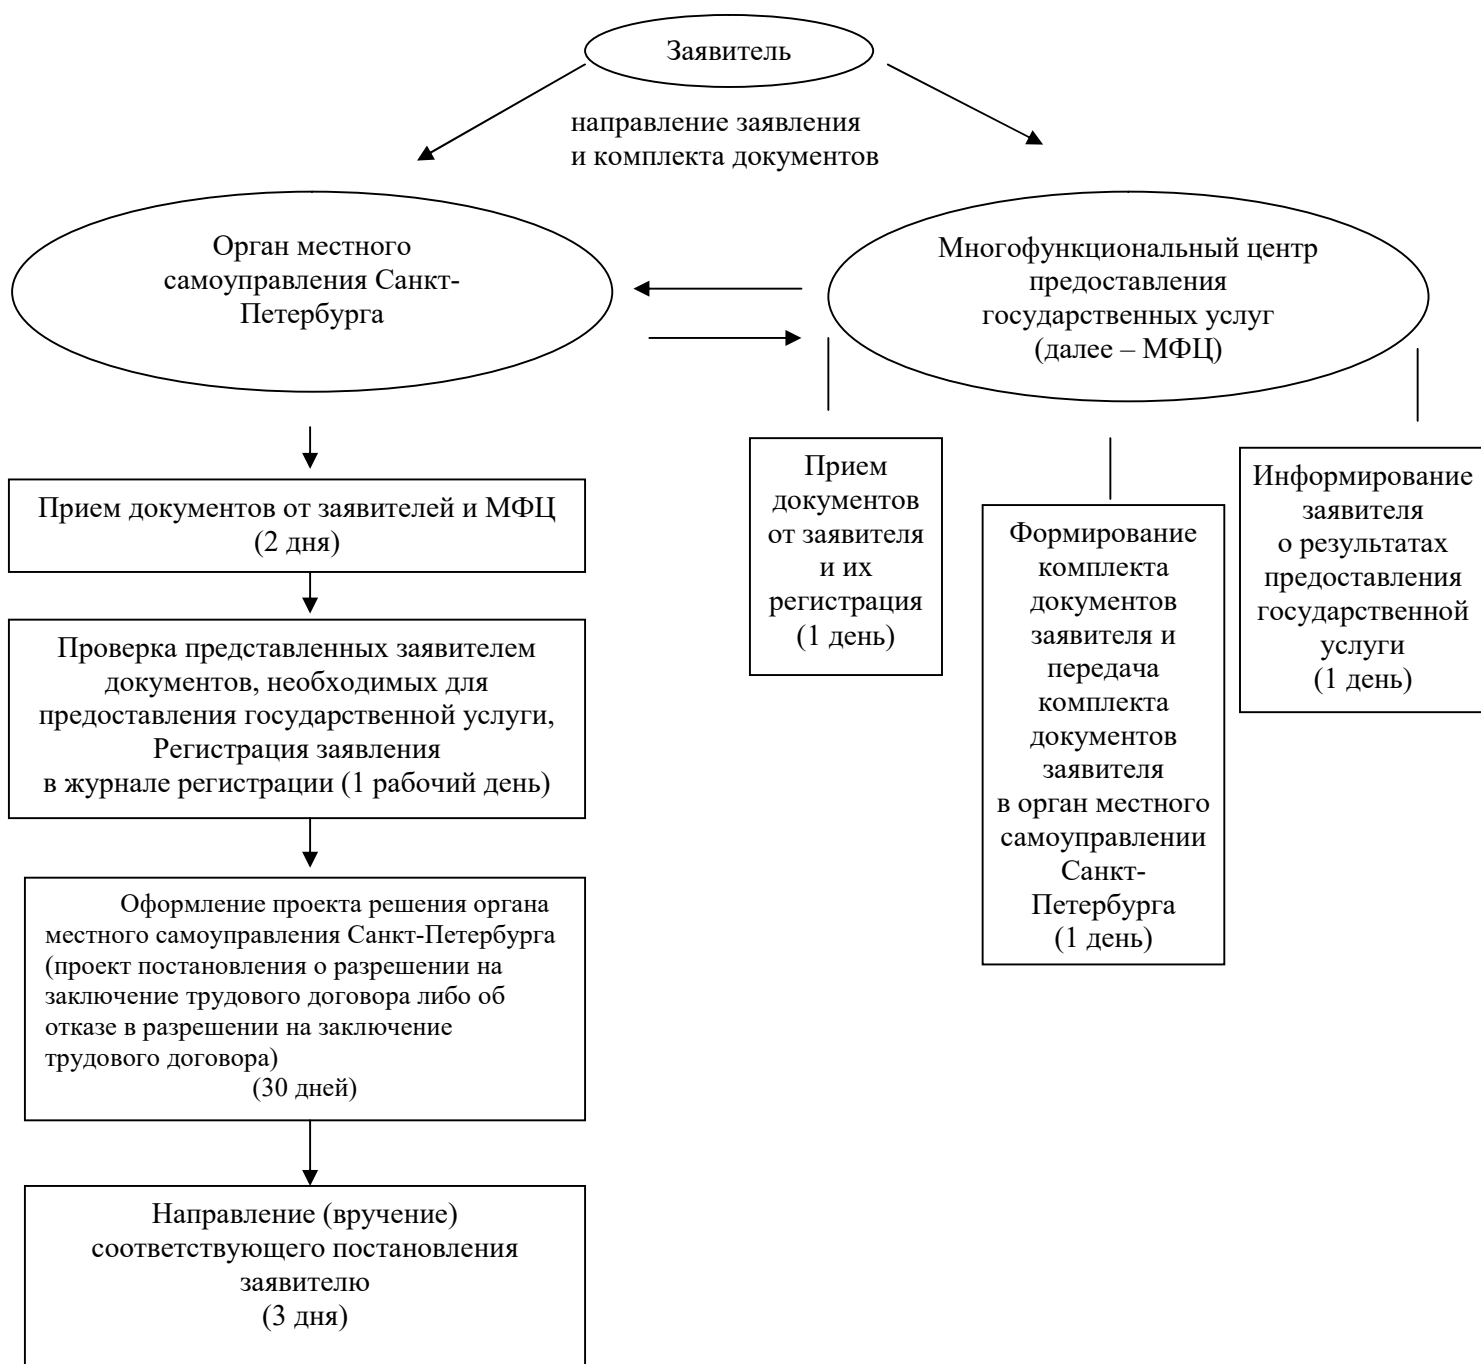 Заявитель
направление заявления
и комплекта документов
Орган местного
самоуправления Санкт-
Петербурга
Многофункциональный центр
предоставления
государственных услуг
(далее – МФЦ)
Прием документов от заявителей и МФЦ
(2 дня)
Проверка представленных заявителем
документов, необходимых для
предоставления государственной услуги,
Регистрация заявления
в журнале регистрации (1 рабочий день)
Оформление проекта решения органа
местного самоуправления Санкт-Петербурга
(проект постановления о разрешении на
заключение трудового договора либо об
отказе в разрешении на заключение
трудового договора)
(30 дней)
Направление (вручение)
соответствующего постановления
заявителю
(3 дня)
Прием
документов
от заявителя
и их
регистрация
(1 день)
Формирование
комплекта
документов
заявителя и
передача
комплекта
документов
заявителя
в орган местного
самоуправлении
Санкт-
Петербурга
(1 день)
Информирование
заявителя
о результатах
предоставления
государственной
услуги
(1 день)